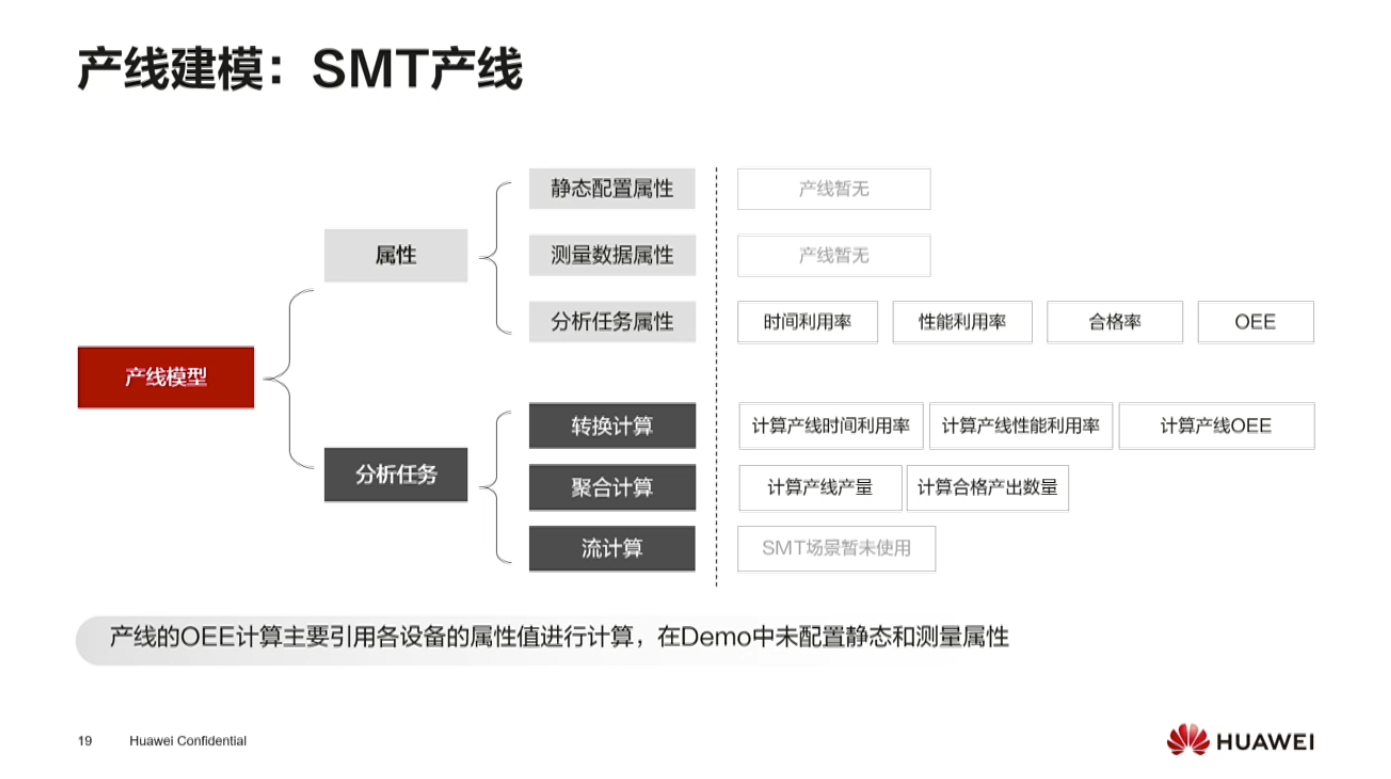 产线建模：SMT产线
静态配置属性
产线暂无
属性
测量数据属性
产线暂无
分析任务属性
时间利用率
性能利用率
合格率
OEE
产线模型
转换计算
计算产线时间利用率
计算产线性能利用率
计算产线OEE
分析任务
聚合计算
计算产线产量
计算合格产出数量
流计算
SMT场景暂未使用
产线的OEE计算主要引用各设备的属性值进行计算，在Demo中未配置静态和测量属性
19
Huawei Confidential
HUAWEI